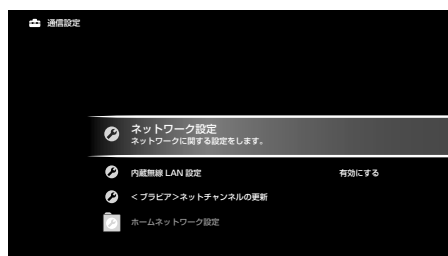 通信設定
ネットワーク設定
ネットワークに関する設定をします。
内蔵無線 LAN 設定 有効にする
<ブラビア>ネットチャンネルの更新
ホームネットワーク設定